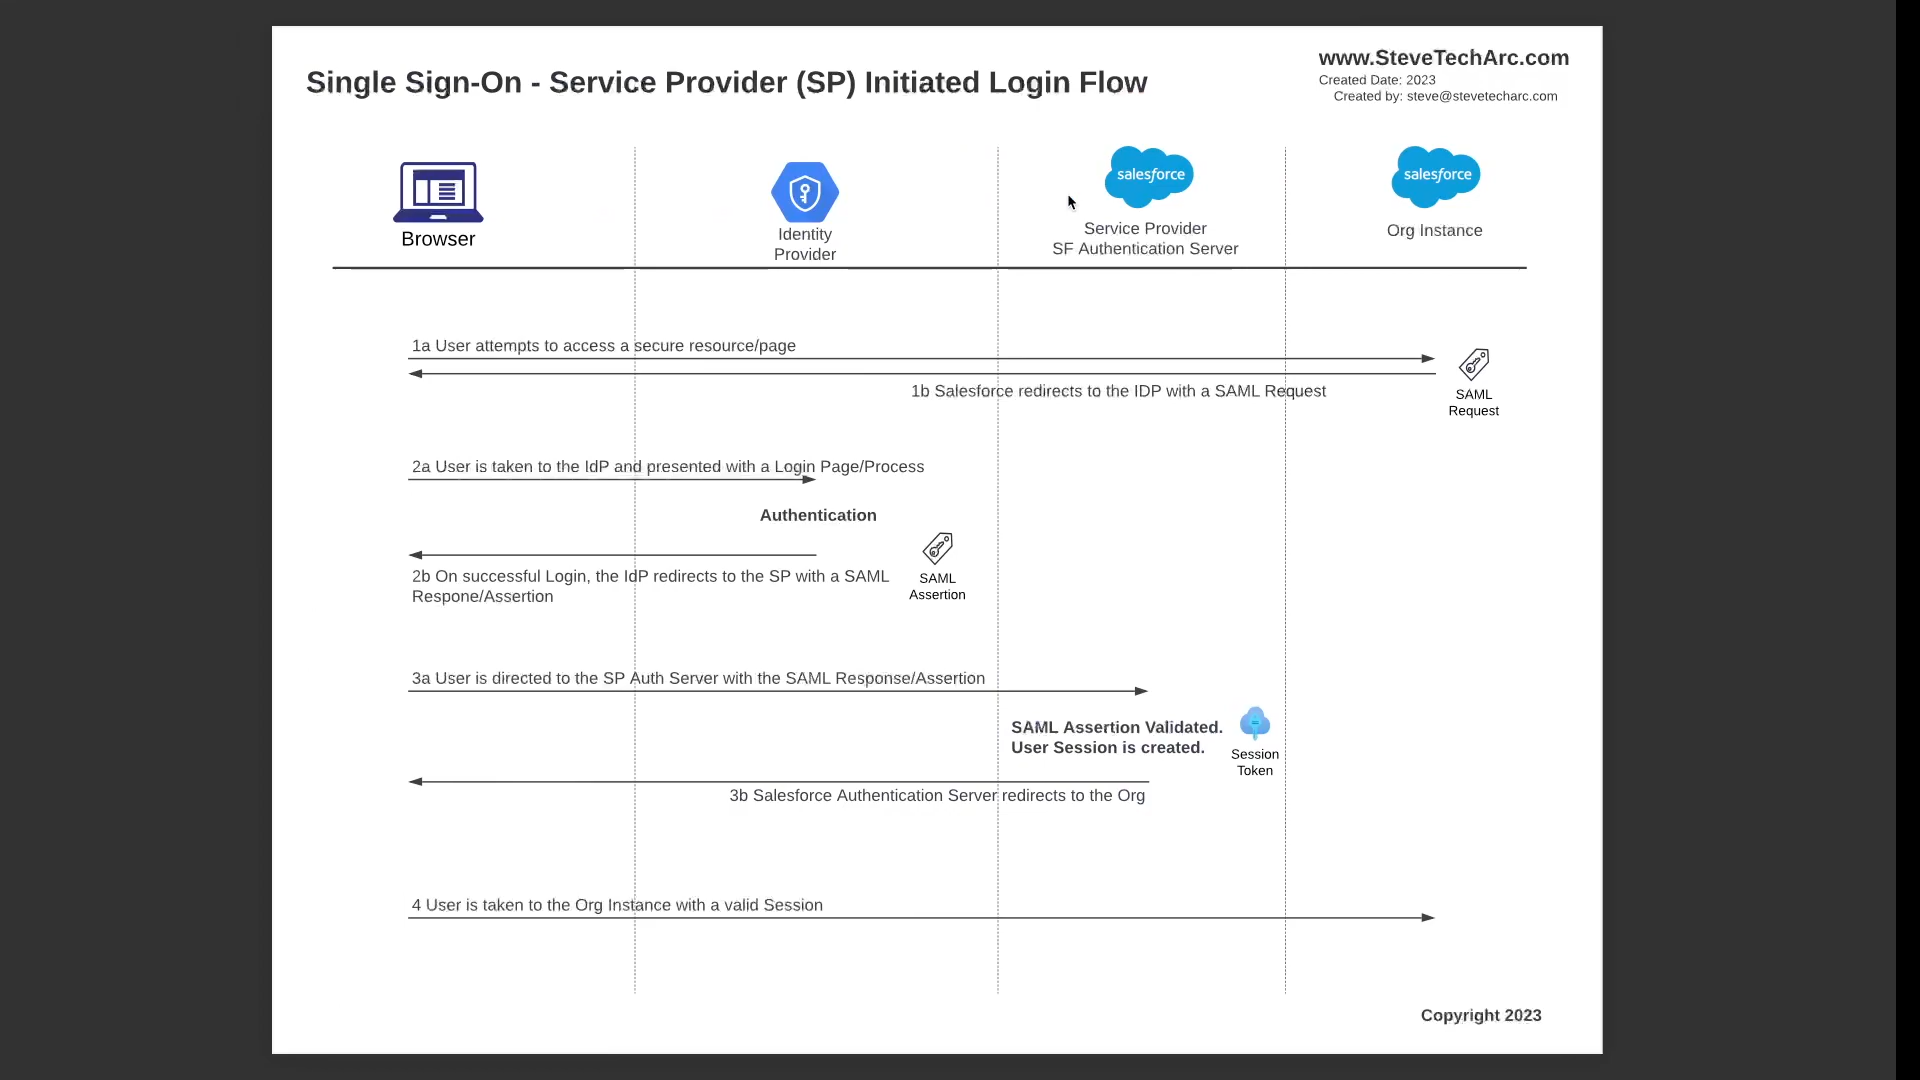 Single Sign-On - Service Provider (SP) Initiated Login Flow
www.SteveTechArc.com
Created Date: 2023
Created by: steve@stevetecharc.com
Browser
Identity
Provider
salesforce
Service Provider
SF Authentication Server
salesforce
Org Instance
1a User attempts to access a secure resource/page
1b Salesforce redirects to the IDP with a SAML Request
SAML
Request
2a User is taken to the IdP and presented with a Login Page/Process
Authentication
2b On successful Login, the IdP redirects to the SP with a SAML
Respone/Assertion
SAML
Assertion
3a User is directed to the SP Auth Server with the SAML Response/Assertion
SAML Assertion Validated.
User Session is created.
Session
Token
3b Salesforce Authentication Server redirects to the Org
4 User is taken to the Org Instance with a valid Session
Copyright 2023